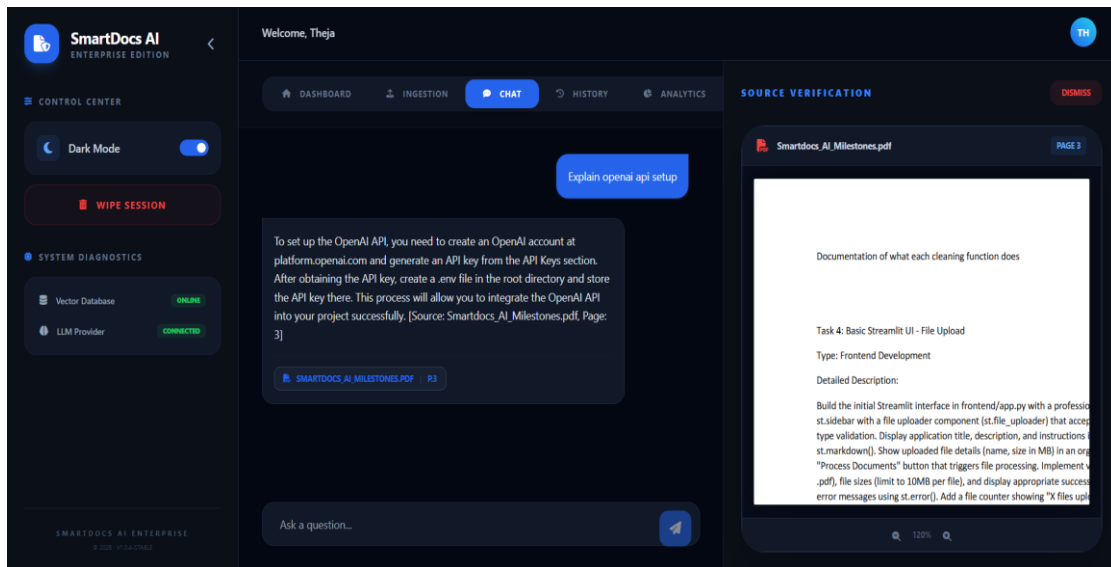 SmartDocs AI
ENTERPRISE EDITION
CONTROL CENTER
Dark Mode
WIPE SESSION
SYSTEM DIAGNOSTICS
Vector Database
ONLINE
LLM Provider
CONNECTED
SMARTDOCS AI ENTERPRISE
Welcome, Theja
TH
DASHBOARD
INGESTION
CHAT
HISTORY
ANALYTICS
Explain openai api setup
To set up the OpenAI API, you need to create an OpenAI account at
platform.openai.com and generate an API key from the API Keys section.
After obtaining the API key, create a .env file in the root directory and store
the API key there. This process will allow you to integrate the OpenAI API
into your project successfully. [Source: Smartdocs_AI_Milestones.pdf, Page:
3]
SMARTDOCS_AI_MILESTONES.PDF | P.3
Ask a question...
SOURCE VERIFICATION
DISMISS
Smartdocs_AI_Milestones.pdf
PAGE 3
Documentation of what each cleaning function does
Task 4: Basic Streamlit UI - File Upload
Type: Frontend Development
Detailed Description:
Build the initial Streamlit interface in frontend/app.py with a professio
st.sidebar with a file uploader component (st.file_uploader) that accep
type validation. Display application title, description, and instructions i
st.markdown(). Show uploaded file details (name, size in MB) in an org
"Process Documents" button that triggers file processing. Implement v
.pdf), file sizes (limit to 10MB per file), and display appropriate success
error messages using st.error(). Add a file counter showing "X files uplo
120%